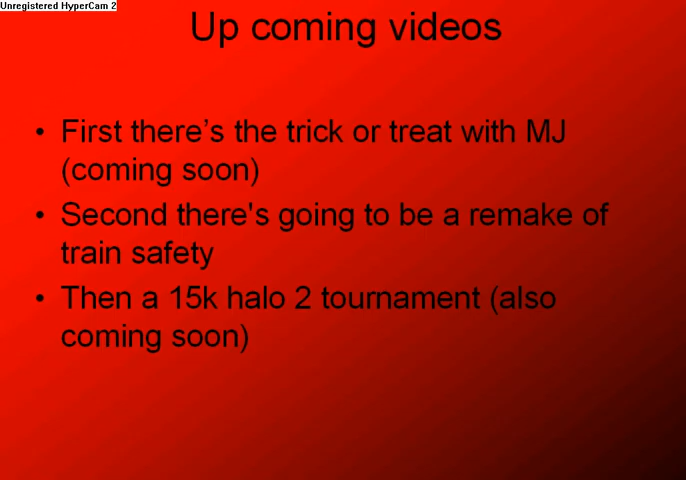 Unregistered HyperCam 2
Up coming videos
• First there’s the trick or treat with MJ
(coming soon)
• Second there's going to be a remake of
train safety
• Then a 15k halo 2 tournament (also
coming soon)